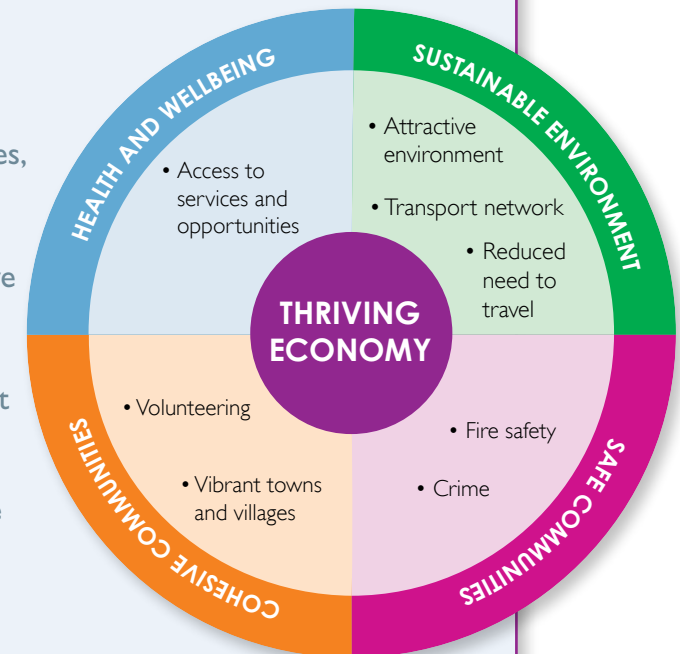 HEALTH AND WELLBEING
• Access to
services and
opportunities
SUSTAINABLE ENVIRONMENT
• Attractive
environment
• Transport network
• Reduced
need to
travel
THRIVING
ECONOMY
COHESIVE COMMUNITIES
• Volunteering
• Vibrant towns
and villages
SAFE COMMUNITIES
• Fire safety
• Crime